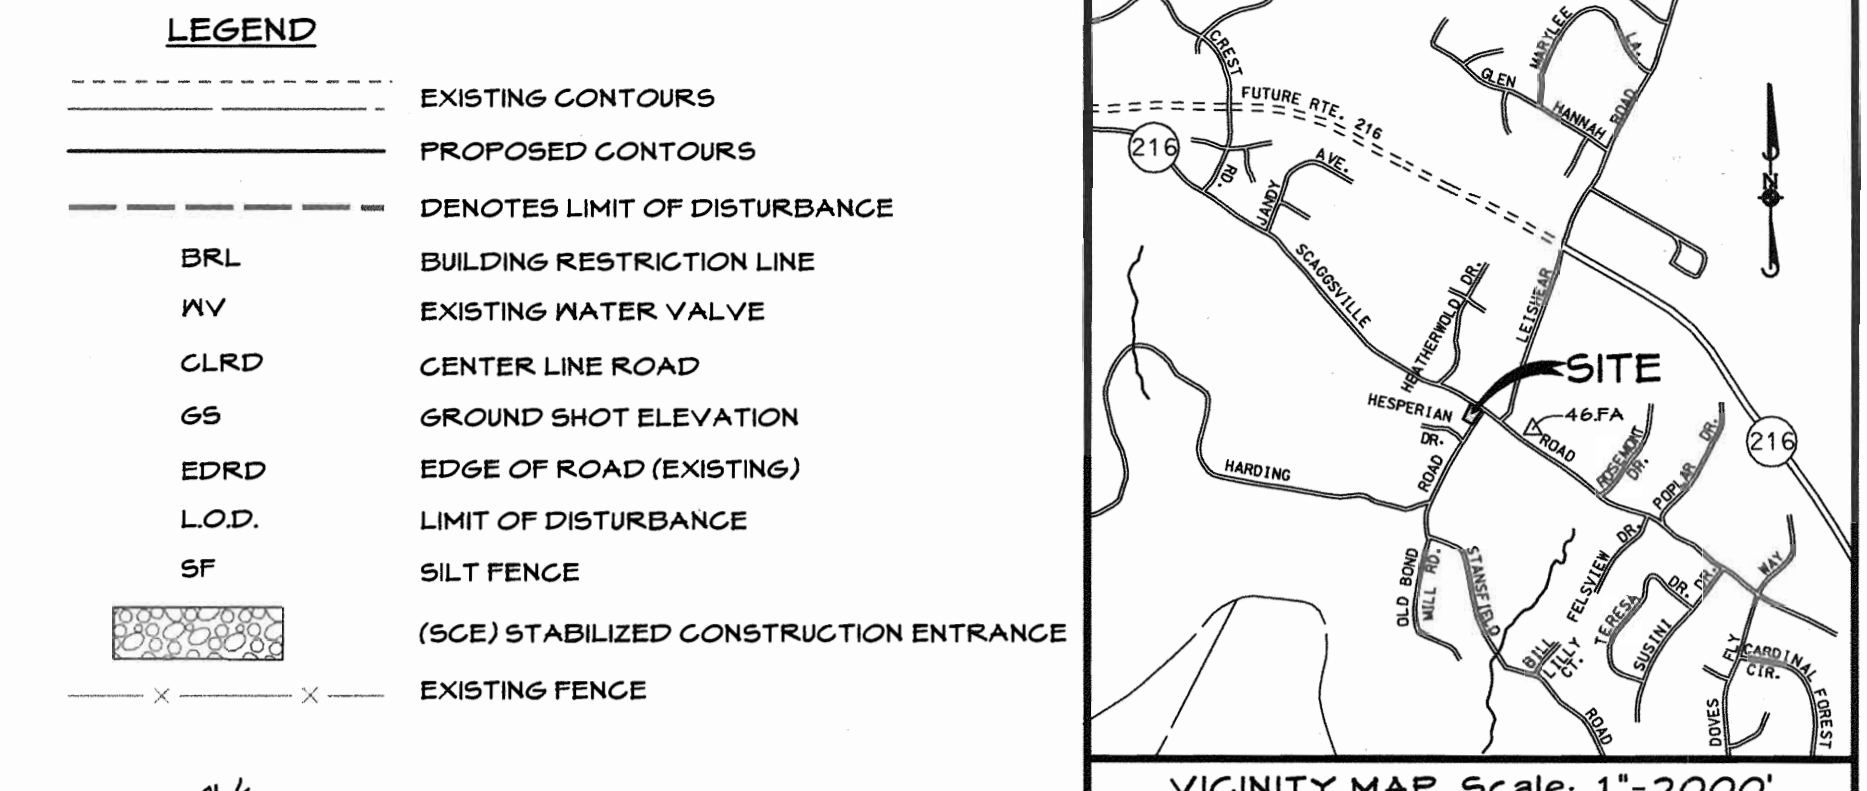 LEGEND
EXISTING CONTOURS
PROPOSED CONTOURS
DENOTES LIMIT OF DISTURBANCE
BRL BUILDING RESTRICTION LINE
WV EXISTING WATER VALVE
CLRD CENTER LINE ROAD
GS GROUND SHOT ELEVATION
EDRD EDGE OF ROAD (EXISTING)
L.O.D. LIMIT OF DISTURBANCE
SF SILT FENCE
(SCE) STABILIZED CONSTRUCTION ENTRANCE
EXISTING FENCE
CREST
RD.
MARYLEE
LA.
GLEN
HANNAH
ROAD
FUTURE RTE. 216
216
JANDY
AVE.
N
SCAGGSVILLE
HEATHERWOLD DR.
LEISHEAR
SITE
HESPERIAN
DR.
46.FA
ROAD
ROAD
ROSEMONT
DR.
POPLAR DR.
216
HARDING
OLD BOND
MILL RD.
STANSFIELD
FELSVIEW DR.
TERESA
DR.
DR.
SUSINI
WAY
BILL
LILLY
CT.
FLY
CARDINAL FOREST
CIR.
DOVES
ROAD
VICINITY MAP Scale: 1"=2000'